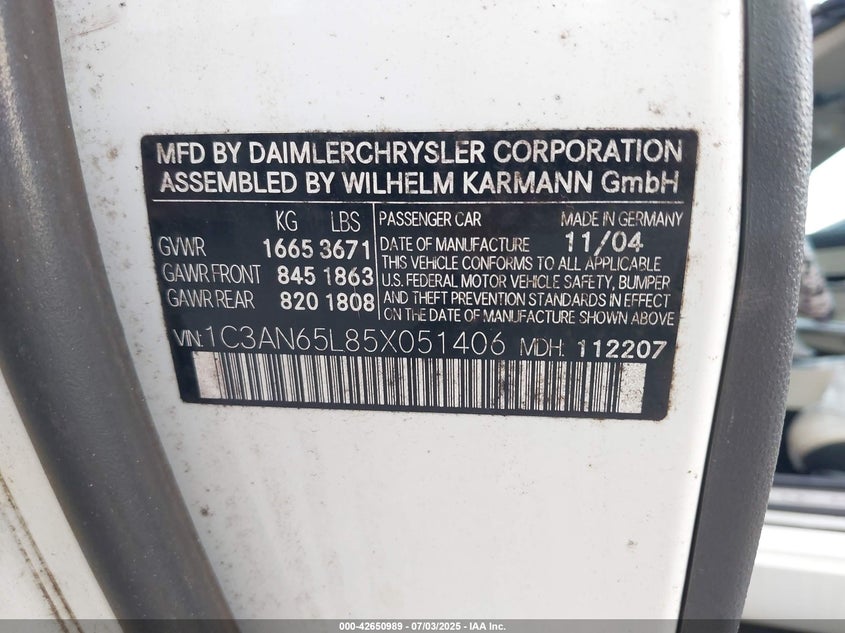 MFD BY DAIMLERCHRYSLER CORPORATION
ASSEMBLED BY WILHELM KARMANN GmbH
KG LBS
GVWR 1665 3671
GAWR FRONT 845 1863
GAWR REAR 820 1808
PASSENGER CAR MADE IN GERMANY
DATE OF MANUFACTURE 11/04
THIS VEHICLE CONFORMS TO ALL APPLICABLE
U.S. FEDERAL MOTOR VEHICLE SAFETY, BUMPER
AND THEFT PREVENTION STANDARDS IN EFFECT
ON THE DATE OF MANUFACTURE SHOWN ABOVE.
VIN: 1C3AN65L85X051406 MDH: 112207
000-42650989 - 07/03/2025 - IAA Inc.